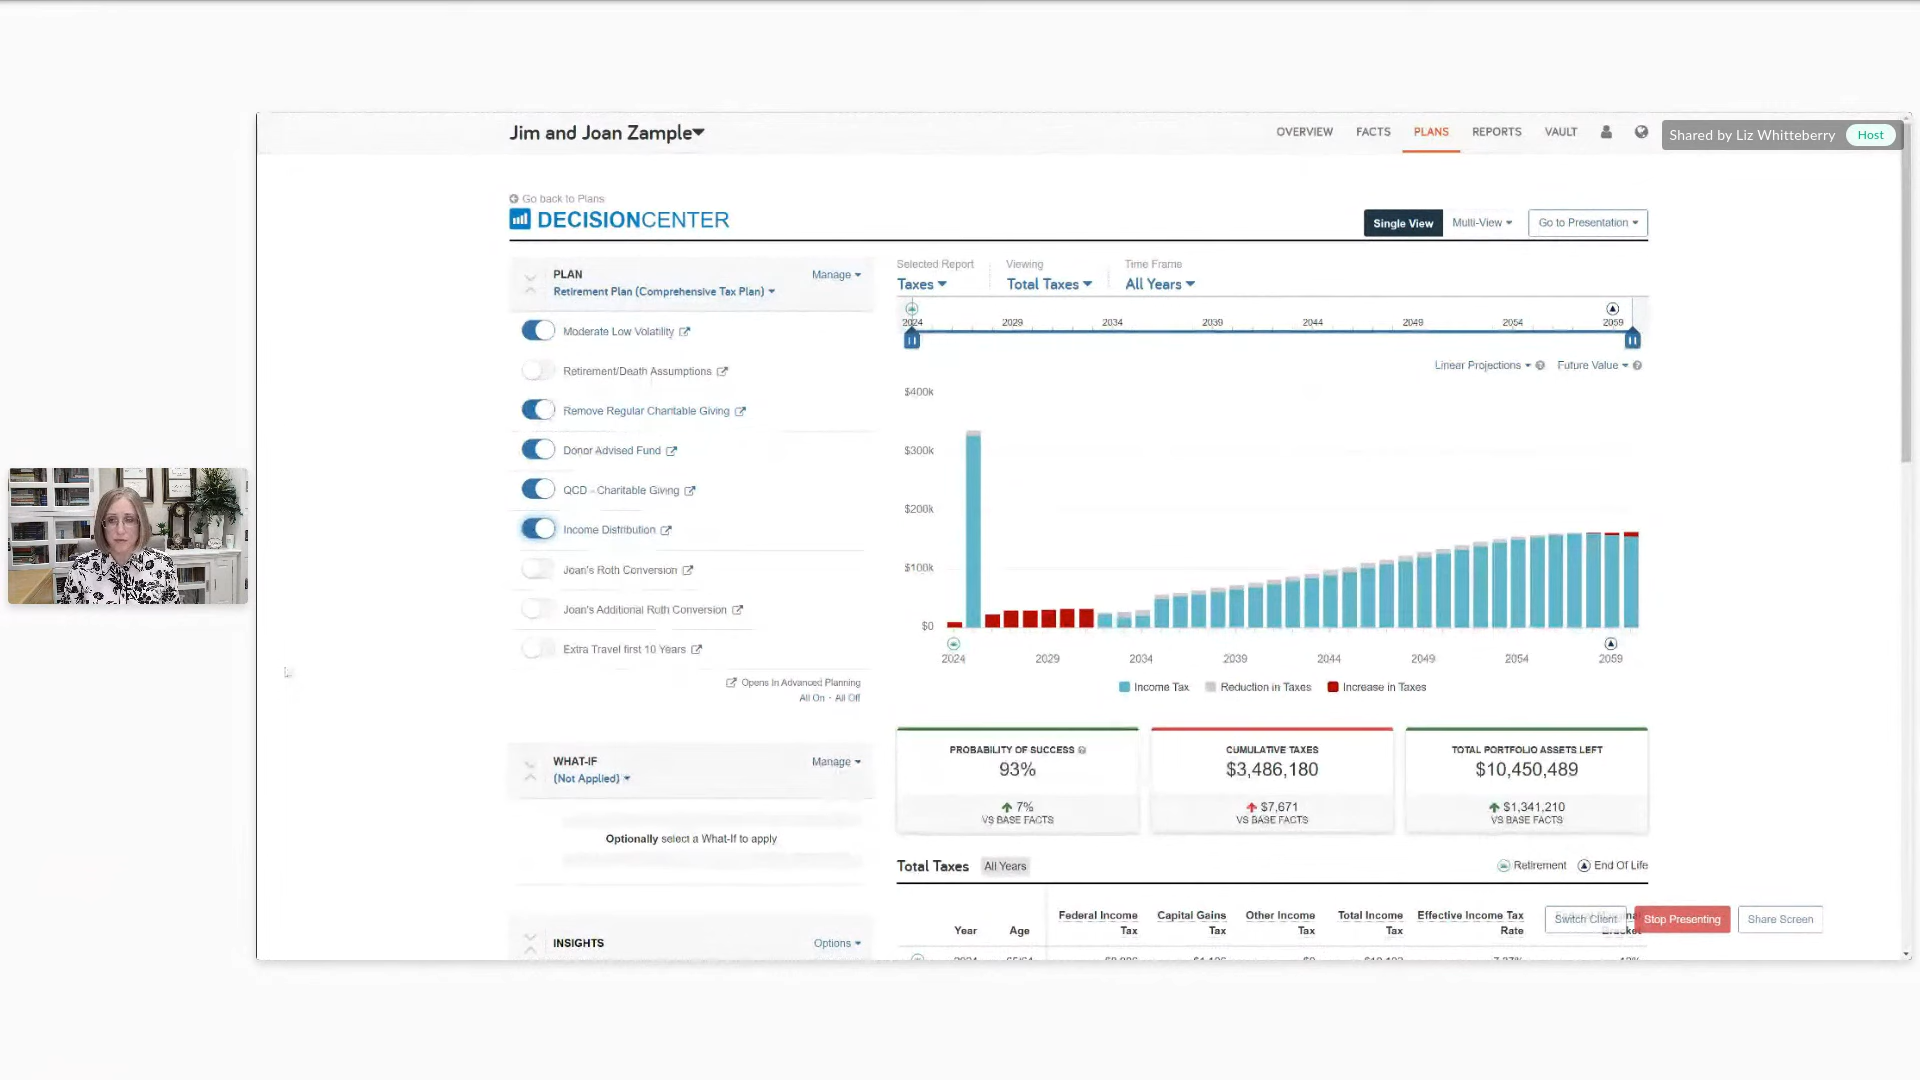 Jim and Joan Zample
OVERVIEW FACTS PLANS REPORTS VAULT
Shared by Liz Whitteberry Host
Go back to Plans
DECISIONCENTER
Single View Multi-View Go to Presentation
PLAN
Manage
Retirement Plan (Comprehensive Tax Plan)
Moderate Low Volatility
Retirement/Death Assumptions
Remove Regular Charitable Giving
Donor Advised Fund
QCD - Charitable Giving
Income Distribution
Joan's Roth Conversion
Joan's Additional Roth Conversion
Extra Travel first 10 Years
Opens in Advanced Planning
All On - All Off
WHAT-IF
Manage
(Not Applied)
Optionally select a What-If to apply
INSIGHTS
Options
Selected Report Viewing Time Frame
Taxes Total Taxes All Years
2024 2029 2034 2039 2044 2049 2054 2059
Linear Projections Future Value
$400k
$300k
$200k
$100k
$0
2024 2029 2034 2039 2044 2049 2054 2059
Income Tax Reduction in Taxes Increase in Taxes
PROBABILITY OF SUCCESS
93%
7%
VS BASE FACTS
CUMULATIVE TAXES
$3,486,180
$7,671
VS BASE FACTS
TOTAL PORTFOLIO ASSETS LEFT
$10,450,489
$1,341,210
VS BASE FACTS
Total Taxes All Years
Retirement End Of Life
Year
Age
Federal Income Tax
Capital Gains Tax
Other Income Tax
Total Income Tax
Effective Income Tax Rate
Bracket
Switch Client Stop Presenting Share Screen